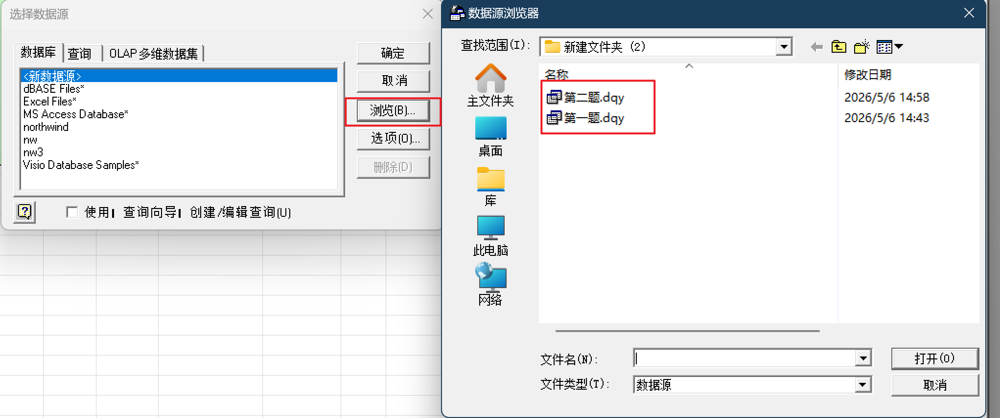 选择数据源
数据库
查询
OLAP 多维数据集
<新数据源>
dBASE Files*
Excel Files*
MS Access Database*
northwind
nw
nw3
Visio Database Samples*
确定
取消
浏览(B)...
选项(O)...
删除(D)
使用| 查询向导| 创建/编辑查询(U)
数据源浏览器
查找范围(I):
新建文件夹 (2)
主文件夹
桌面
库
此电脑
网络
名称
修改日期
第二题.dqy
2026/5/6 14:58
第一题.dqy
2026/5/6 14:43
文件名(N):
打开(O)
文件类型(T):
数据源
取消